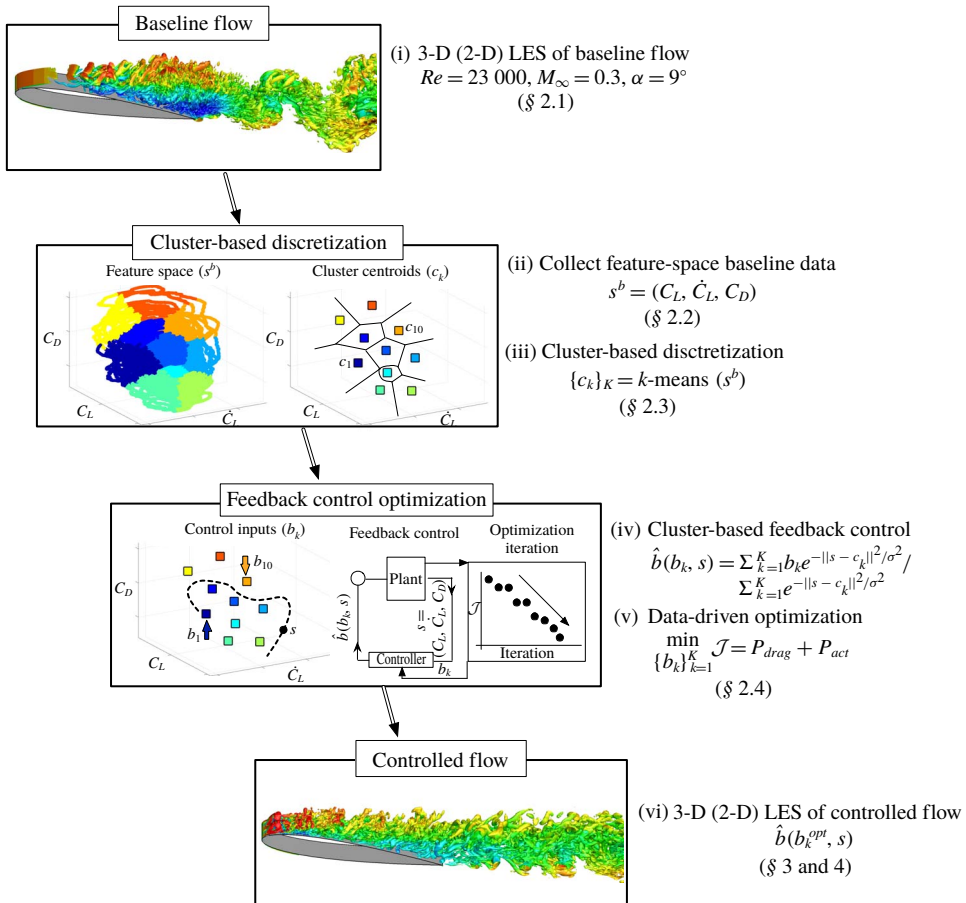 Baseline flow
(i) 3-D (2-D) LES of baseline flow
Re = 23 000, M∞ = 0.3, α = 9°
(§ 2.1)
Cluster-based discretization
Feature space (s^b)
Cluster centroids (c_k)
C_D
C_L
Ċ_L
C_D
C_L
Ċ_L
c_10
c_1
(ii) Collect feature-space baseline data
s^b = (C_L, Ċ_L, C_D)
(§ 2.2)
(iii) Cluster-based disctretization
{c_k}_K = k-means (s^b)
(§ 2.3)
Feedback control optimization
Control inputs (b_k)
C_D
C_L
Ċ_L
b_10
b_1
s
Feedback control
Plant
b̂(b_k, s)
s =
(C_L, Ċ_L, C_D)
Controller
b_k
Optimization
iteration
𝒥
Iteration
(iv) Cluster-based feedback control
b̂(b_k, s) = Σ_{k=1}^K b_k e^{-||s - c_k||²/σ²}/
Σ_{k=1}^K e^{-||s - c_k||²/σ²}
(v) Data-driven optimization
min 𝒥 = P_drag + P_act
{b_k}_{k=1}^K
(§ 2.4)
Controlled flow
(vi) 3-D (2-D) LES of controlled flow
b̂(b_k^opt, s)
(§ 3 and 4)